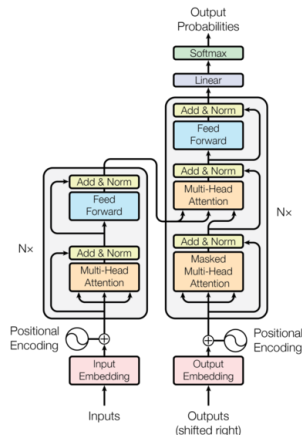 Output
Probabilities
Softmax
Linear
Add & Norm
Feed
Forward
Add & Norm
Multi-Head
Attention
Add & Norm
Masked
Multi-Head
Attention
N×
Add & Norm
Feed
Forward
N×
Add & Norm
Multi-Head
Attention
Positional
Encoding
Positional
Encoding
Input
Embedding
Output
Embedding
Inputs
Outputs
(shifted right)